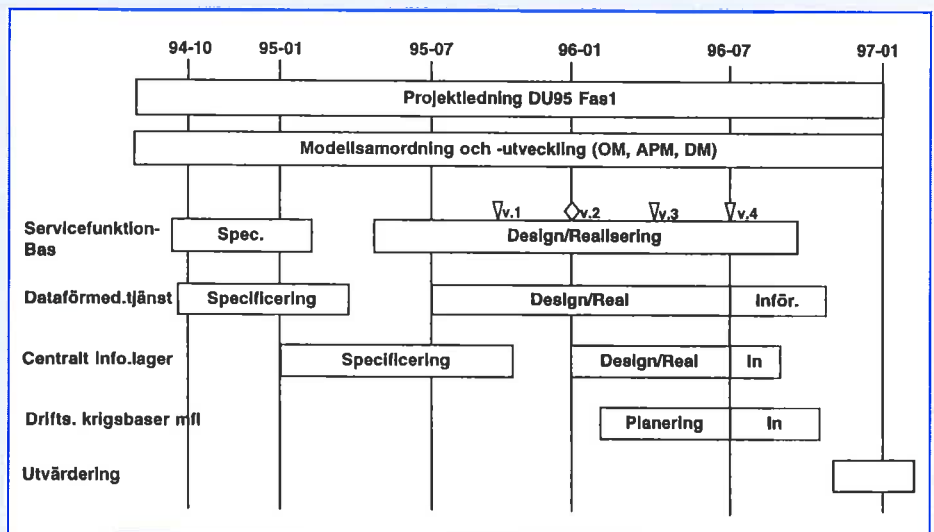 94-10 95-01 95-07 96-01 96-07 97-01
Projektledning DU95 Fas1
Modellsamordning och -utveckling (OM, APM, DM)
v.1 v.2 v.3 v.4
Servicefunktion-
Bas
Spec. Design/Realisering
Dataförmed.tjänst Specificering Design/Real Inför.
Centralt Info.lager Specificering Design/Real In
Drifts. krigsbaser mfl Planering In
Utvärdering